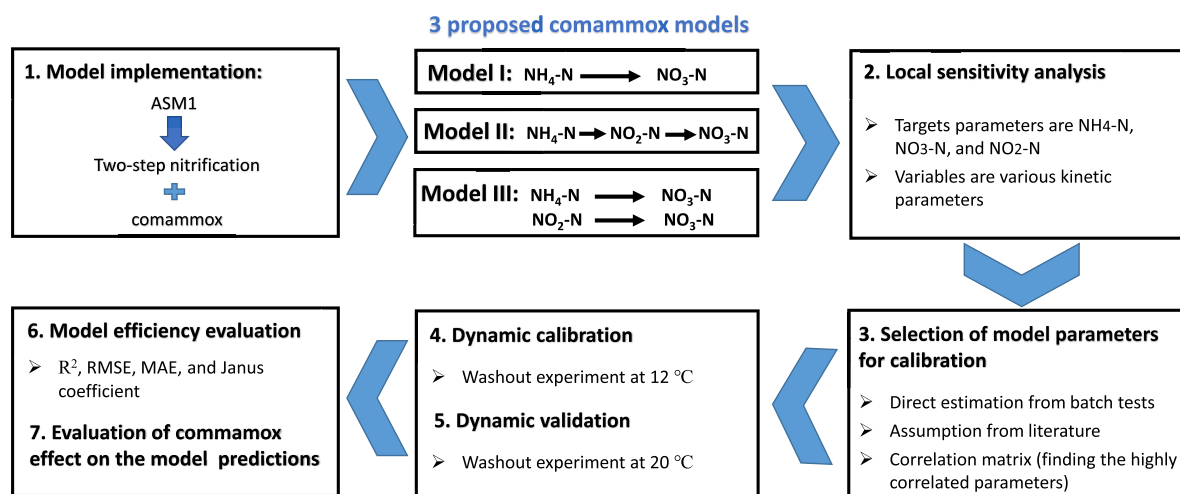 3 proposed comammox models
1. Model implementation:
ASM1
Two-step nitrification
comammox
Model I: NH₄-N NO₃-N
Model II: NH₄-N NO₂-N NO₃-N
Model III: NH₄-N NO₃-N
NO₂-N NO₃-N
2. Local sensitivity analysis
➢ Targets parameters are NH4-N,
NO3-N, and NO2-N
➢ Variables are various kinetic
parameters
3. Selection of model parameters
for calibration
➢ Direct estimation from batch tests
➢ Assumption from literature
➢ Correlation matrix (finding the highly
correlated parameters)
4. Dynamic calibration
➢ Washout experiment at 12 ℃
5. Dynamic validation
➢ Washout experiment at 20 ℃
6. Model efficiency evaluation
➢ R², RMSE, MAE, and Janus
coefficient
7. Evaluation of commamox
effect on the model predictions